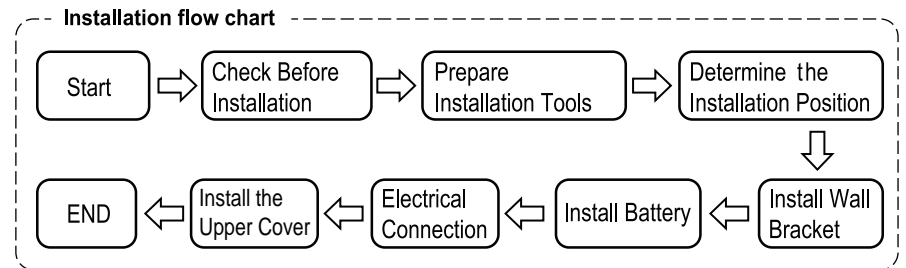 Installation flow chart
Start
Check Before
Installation
Prepare
Installation Tools
Determine the
Installation Position
Install Wall
Bracket
Install Battery
Electrical
Connection
Install the
Upper Cover
END